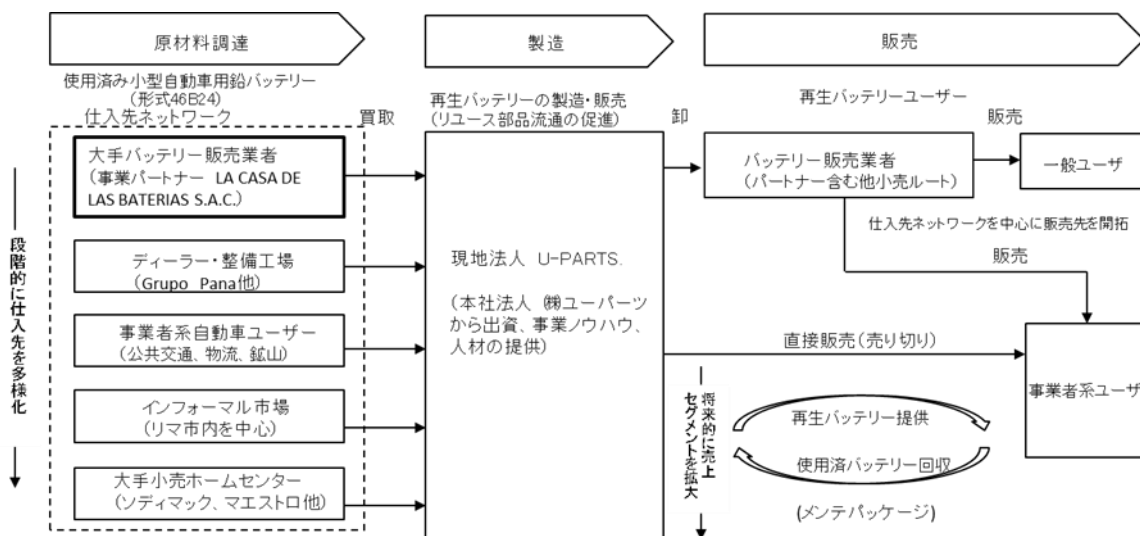 原材料調達
製造
販売
使用済み小型自動車用鉛バッテリー
(形式46B24)
仕入先ネットワーク
買取
再生バッテリーの製造・販売
(リユース部品流通の促進)
卸
再生バッテリーユーザー
販売
大手バッテリー販売業者
(事業パートナー LA CASA DE
LAS BATERIAS S.A.C.)
ディーラー・整備工場
(Grupo Pana他)
事業者系自動車ユーザー
(公共交通、物流、鉱山)
インフォーマル市場
(リマ市内を中心)
大手小売ホームセンター
(ソディマック、マエストロ他)
段階的に仕入先を多様化
現地法人 U-PARTS.
(本社法人 ㈱ユーパーツ
から出資、事業ノウハウ、
人材の提供)
バッテリー販売業者
(パートナー含む他小売ルート)
一般ユーザ
仕入先ネットワークを中心に販売先を開拓
販売
直接販売(売り切り)
事業者系ユーザ
将来的に売上
セグメントを拡大
再生バッテリー提供
使用済バッテリー回収
(メンテパッケージ)